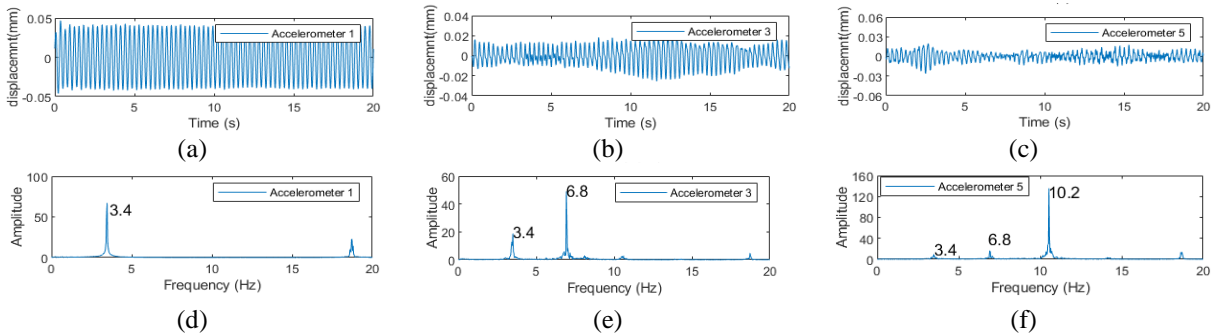 0.05
0
-0.05
displacemnt(mm)
Accelerometer 1
0 5 10 15 20
Time (s)
(a)
0.04
0.02
0
-0.02
-0.04
displacemnt(mm)
Accelerometer 3
0 5 10 15 20
Time (s)
(b)
0.06
0.03
0
-0.03
-0.06
displacemnt(mm)
Accelerometer 5
0 5 10 15 20
Time (s)
(c)
100
50
0
Amplitude
Accelerometer 1
3.4
0 5 10 15 20
Frequency (Hz)
(d)
60
40
20
0
Amplitude
Accelerometer 3
6.8
3.4
0 5 10 15 20
Frequency (Hz)
(e)
160
120
80
40
0
Amplitude
Accelerometer 5
10.2
6.8
3.4
0 5 10 15 20
Frequency (Hz)
(f)